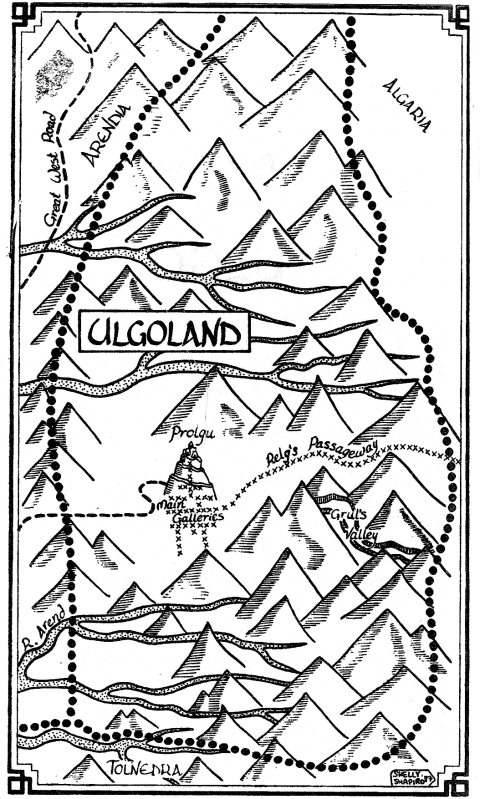 ALGARIA
ARENDIA
Great West Road
ULGOLAND
Prolgu
Relg's Passageway
Main
Galleries
Grul's
Valley
R. Arend
TOLNEDRA
SHELLY
SHAPIRO